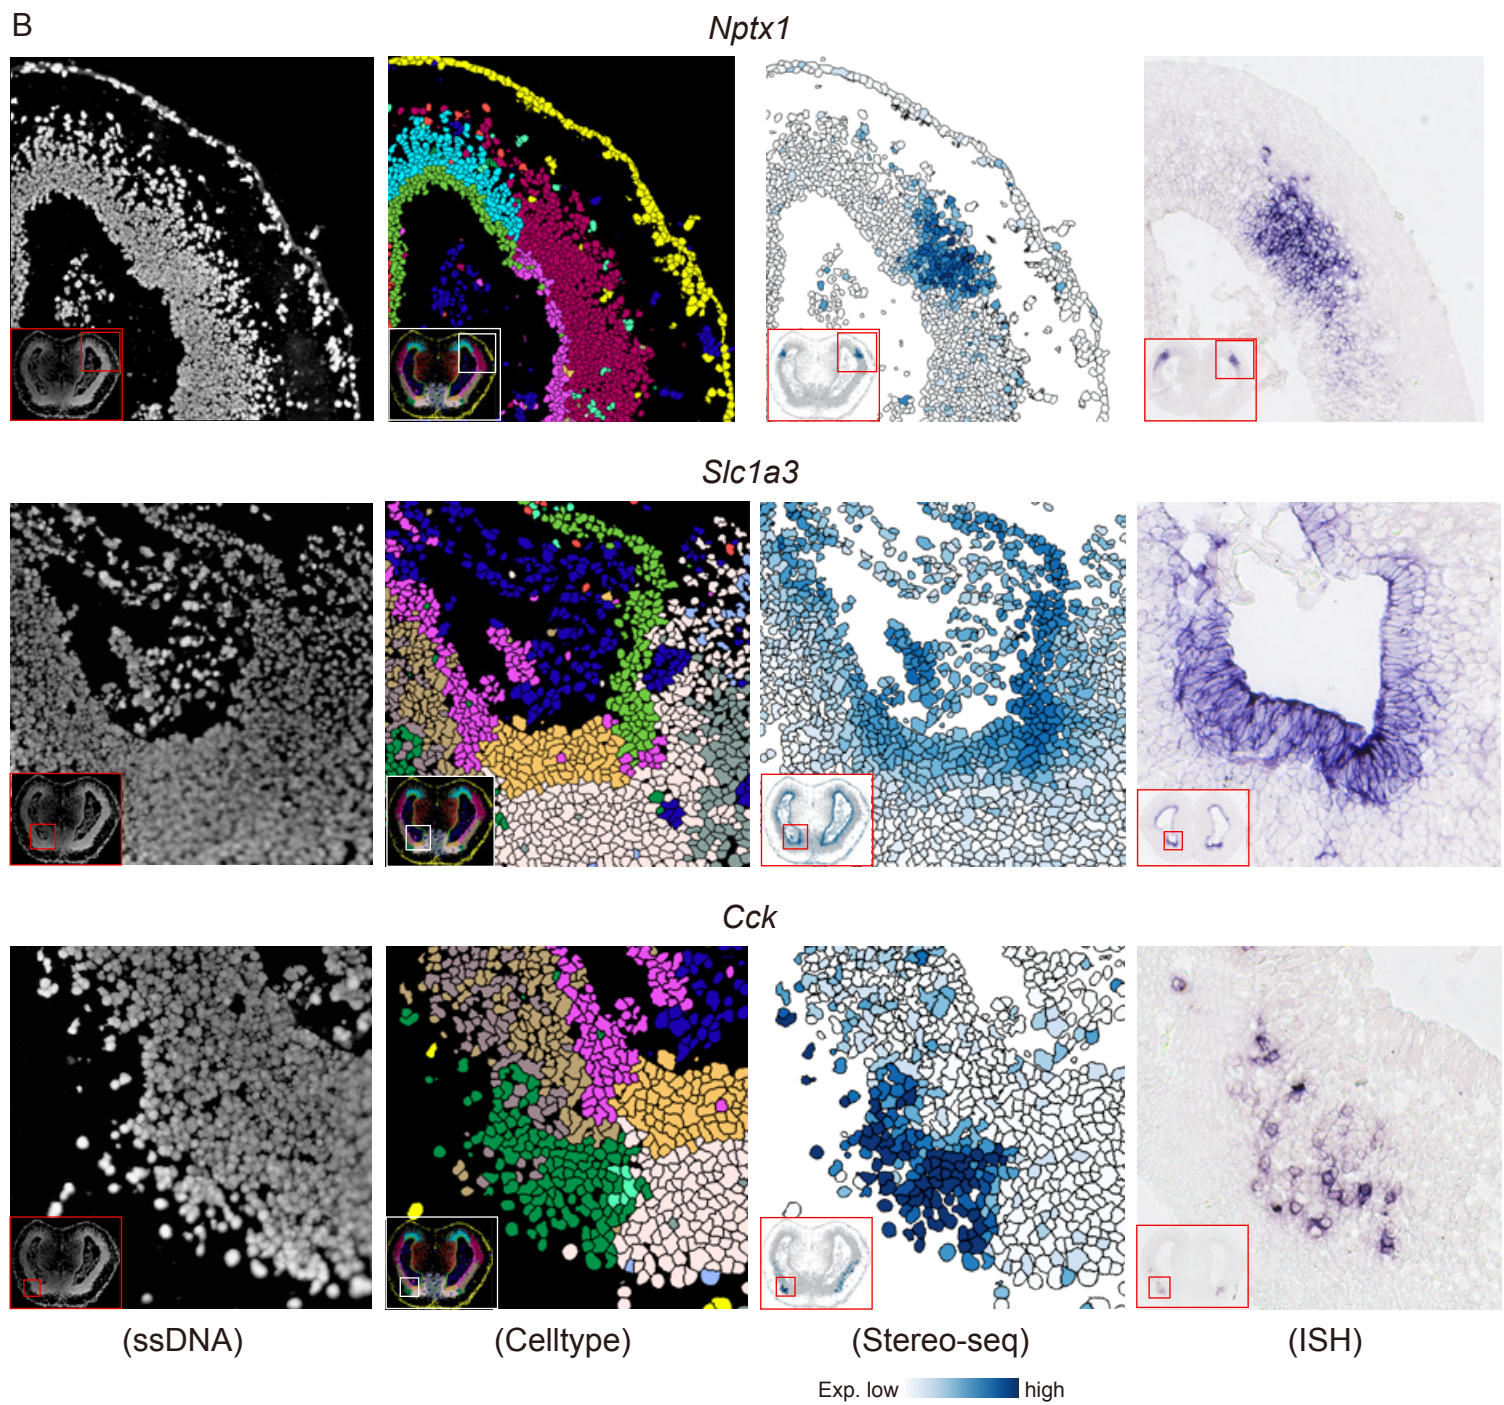 B
Nptx1
Slc1a3
Cck
(ssDNA) (Celltype) (Stereo-seq) (ISH)
Exp. low high